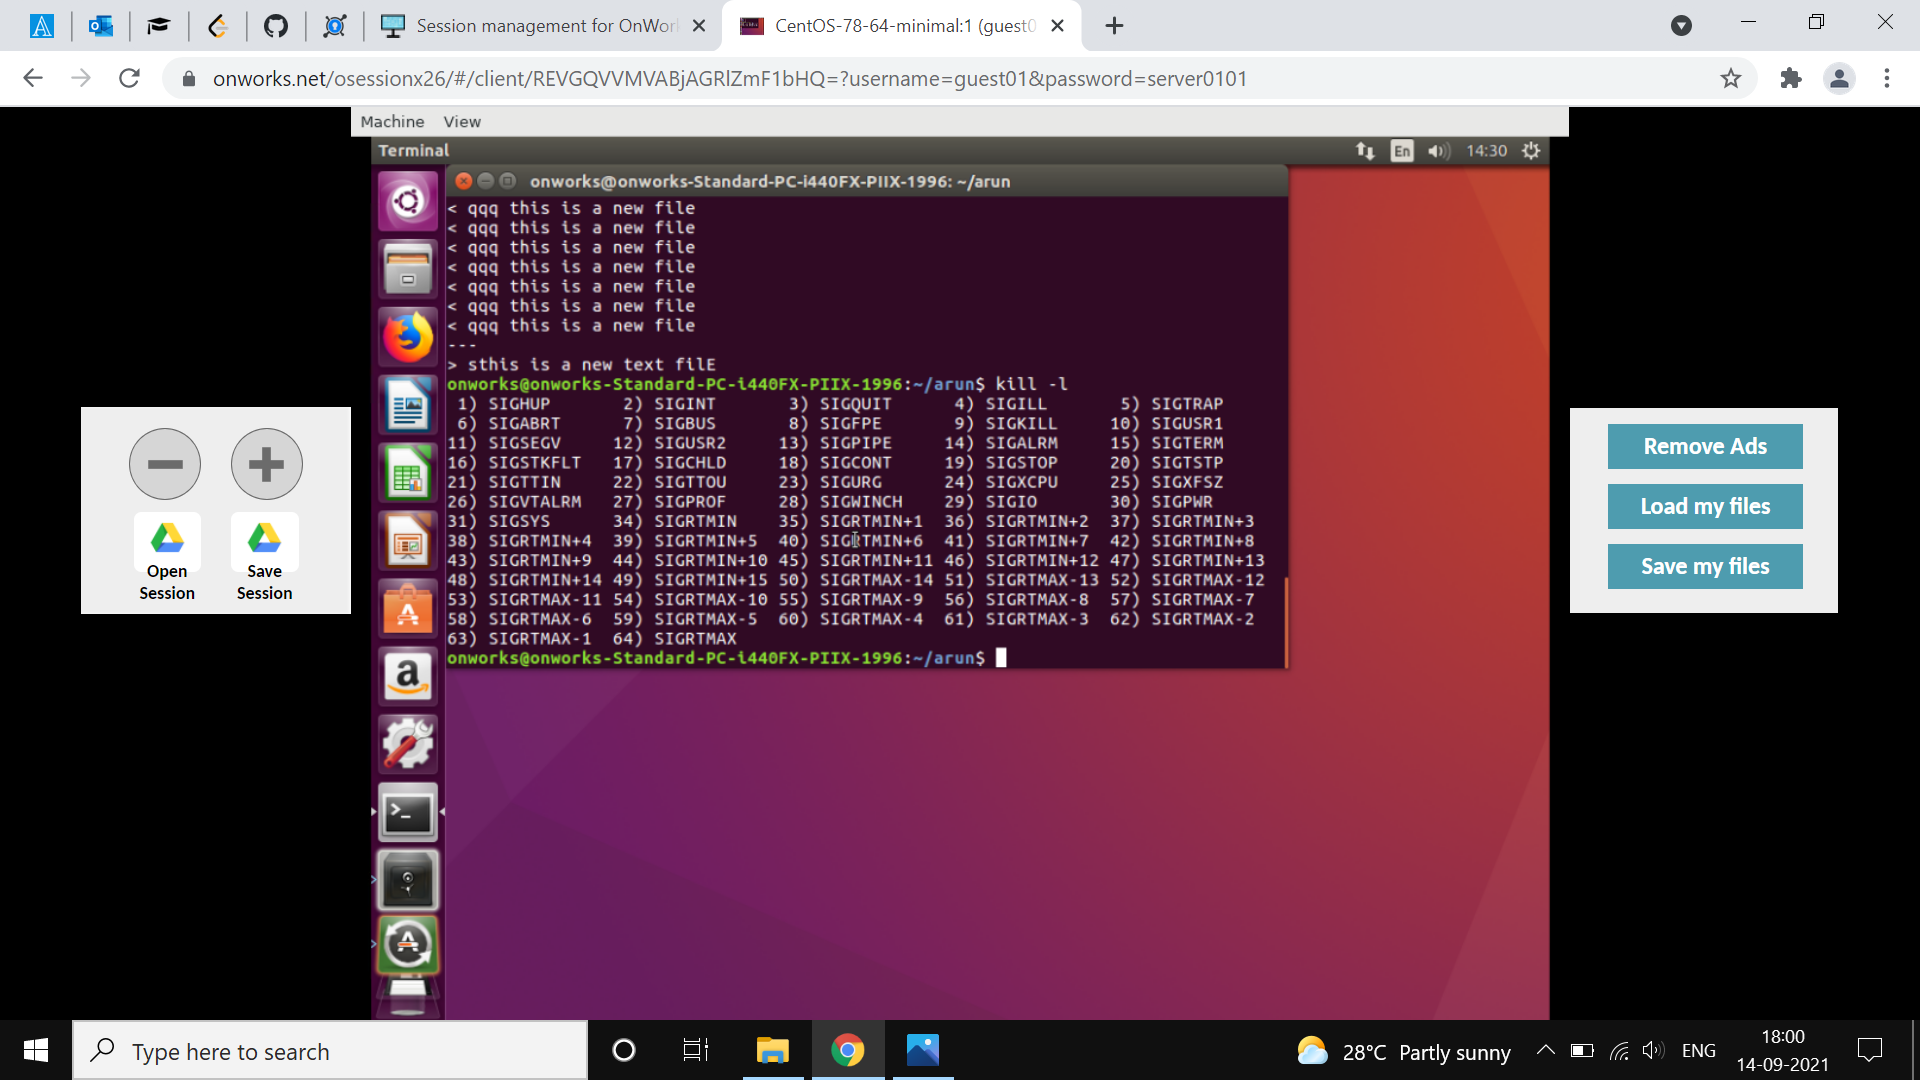 Session management for OnWor
CentOS-78-64-minimal:1 (guest0
onworks.net/osessionx26/#/client/REVGQVVMVABjAGRlZmF1bHQ=?username=guest01&password=server0101
Machine View
Terminal
En 14:30
onworks@onworks-Standard-PC-i440FX-PIIX-1996: ~/arun
< qqq this is a new file
< qqq this is a new file
< qqq this is a new file
< qqq this is a new file
< qqq this is a new file
< qqq this is a new file
< qqq this is a new file
---
> sthis is a new text filE
onworks@onworks-Standard-PC-i440FX-PIIX-1996:~/arun$ kill -l
1) SIGHUP 2) SIGINT 3) SIGQUIT 4) SIGILL 5) SIGTRAP
6) SIGABRT 7) SIGBUS 8) SIGFPE 9) SIGKILL 10) SIGUSR1
11) SIGSEGV 12) SIGUSR2 13) SIGPIPE 14) SIGALRM 15) SIGTERM
16) SIGSTKFLT 17) SIGCHLD 18) SIGCONT 19) SIGSTOP 20) SIGTSTP
21) SIGTTIN 22) SIGTTOU 23) SIGURG 24) SIGXCPU 25) SIGXFSZ
26) SIGVTALRM 27) SIGPROF 28) SIGWINCH 29) SIGIO 30) SIGPWR
31) SIGSYS 34) SIGRTMIN 35) SIGRTMIN+1 36) SIGRTMIN+2 37) SIGRTMIN+3
38) SIGRTMIN+4 39) SIGRTMIN+5 40) SIGRTMIN+6 41) SIGRTMIN+7 42) SIGRTMIN+8
43) SIGRTMIN+9 44) SIGRTMIN+10 45) SIGRTMIN+11 46) SIGRTMIN+12 47) SIGRTMIN+13
48) SIGRTMIN+14 49) SIGRTMIN+15 50) SIGRTMAX-14 51) SIGRTMAX-13 52) SIGRTMAX-12
53) SIGRTMAX-11 54) SIGRTMAX-10 55) SIGRTMAX-9 56) SIGRTMAX-8 57) SIGRTMAX-7
58) SIGRTMAX-6 59) SIGRTMAX-5 60) SIGRTMAX-4 61) SIGRTMAX-3 62) SIGRTMAX-2
63) SIGRTMAX-1 64) SIGRTMAX
onworks@onworks-Standard-PC-i440FX-PIIX-1996:~/arun$
Open
Session
Save
Session
Remove Ads
Load my files
Save my files
Type here to search
28°C Partly sunny
ENG
18:00
14-09-2021